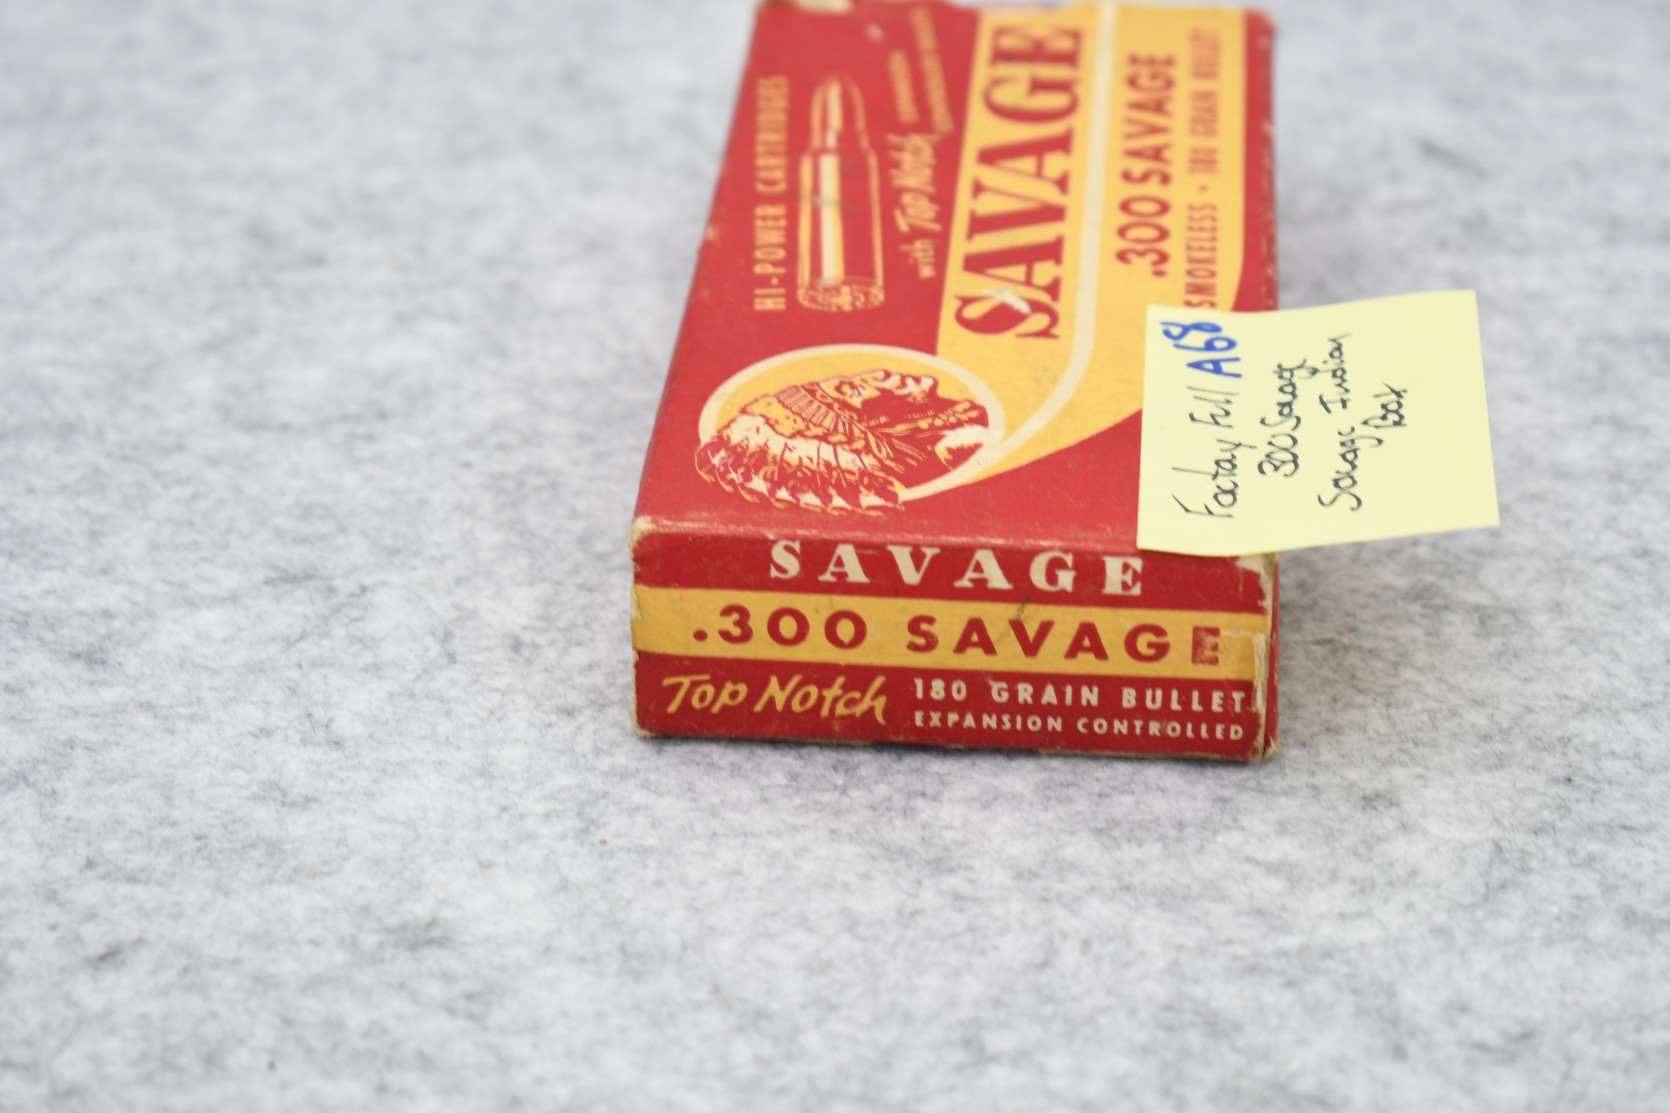 HI-POWER CARTRIDGES
with Top Notch
SAVAGE
.300 SAVAGE
SMOKELESS · 180 GRAIN BULLET
Factory Full A68
300 Savage
Savage Indian
SAVAGE
.300 SAVAGE
Top Notch
180 GRAIN BULLET
EXPANSION CONTROLLED